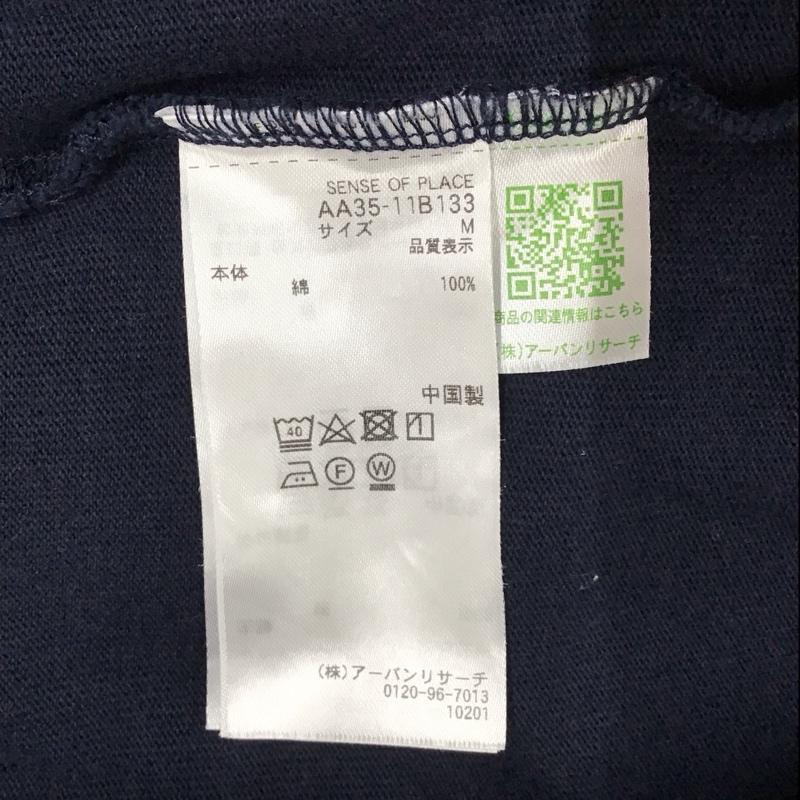 SENSE OF PLACE
AA35-11B133
サイズ M
品質表示
本体
綿 100%
中国製
40
F W
(株)アーバンリサーチ
0120-96-7013
10201
商品の関連情報はこちら
(株)アーバンリサーチ